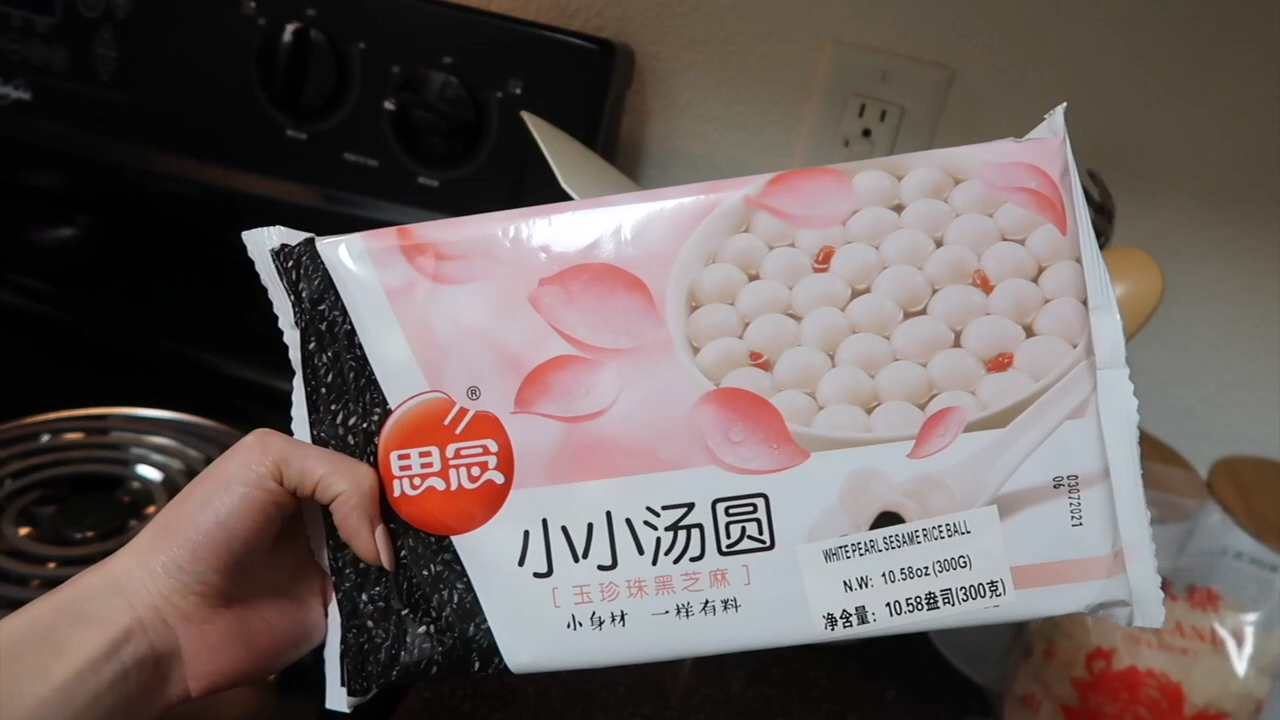 思念
®
小小汤圆
[玉珍珠黑芝麻]
小身材 一样有料
WHITE PEARL SESAME RICE BALL
N.W: 10.58oz (300G)
净含量: 10.58盎司(300克)
03072021
06
V